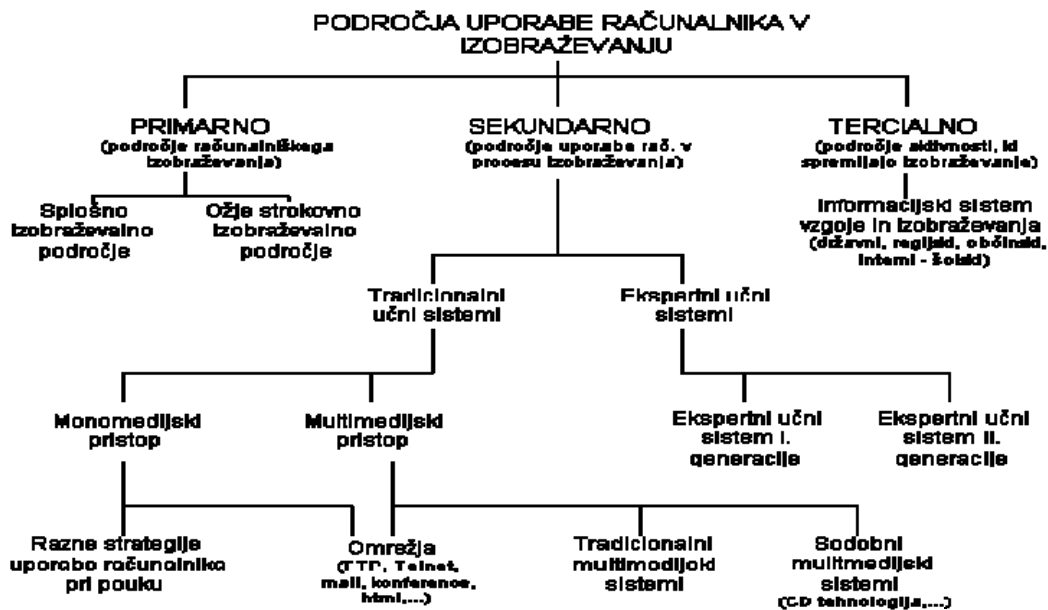 PODROČJA UPORABE RAČUNALNIKA V
IZOBRAŽEVANJU
PRIMARNO
(področje računalniškega
izobraževanja)
SEKUNDARNO
(področje uporabe rač. v
procesu izobraževanja)
TERCIALNO
(področje aktivnosti, ki
spremljajo izobraževanje)
Splošno
izobraževalno
področje
Ožje strokovno
izobraževalno
področje
Informacijski sistem
vzgoje in izobraževanja
(državni, regijski, občinski,
interni - šolski)
Tradicionalni
učni sistemi
Ekspertni učni
sistemi
Monomedijski
pristop
Multimedijski
pristop
Ekspertni učni
sistem I.
generacije
Ekspertni učni
sistem II.
generacije
Razne strategije
uporabe računalnika
pri pouku
Omrežja
(FTP, Telnet,
mail, konference,
html,...)
Tradicionalni
multimedijski
sistemi
Sodobni
multmedijski
sistemi
(CD tehnologija,...)